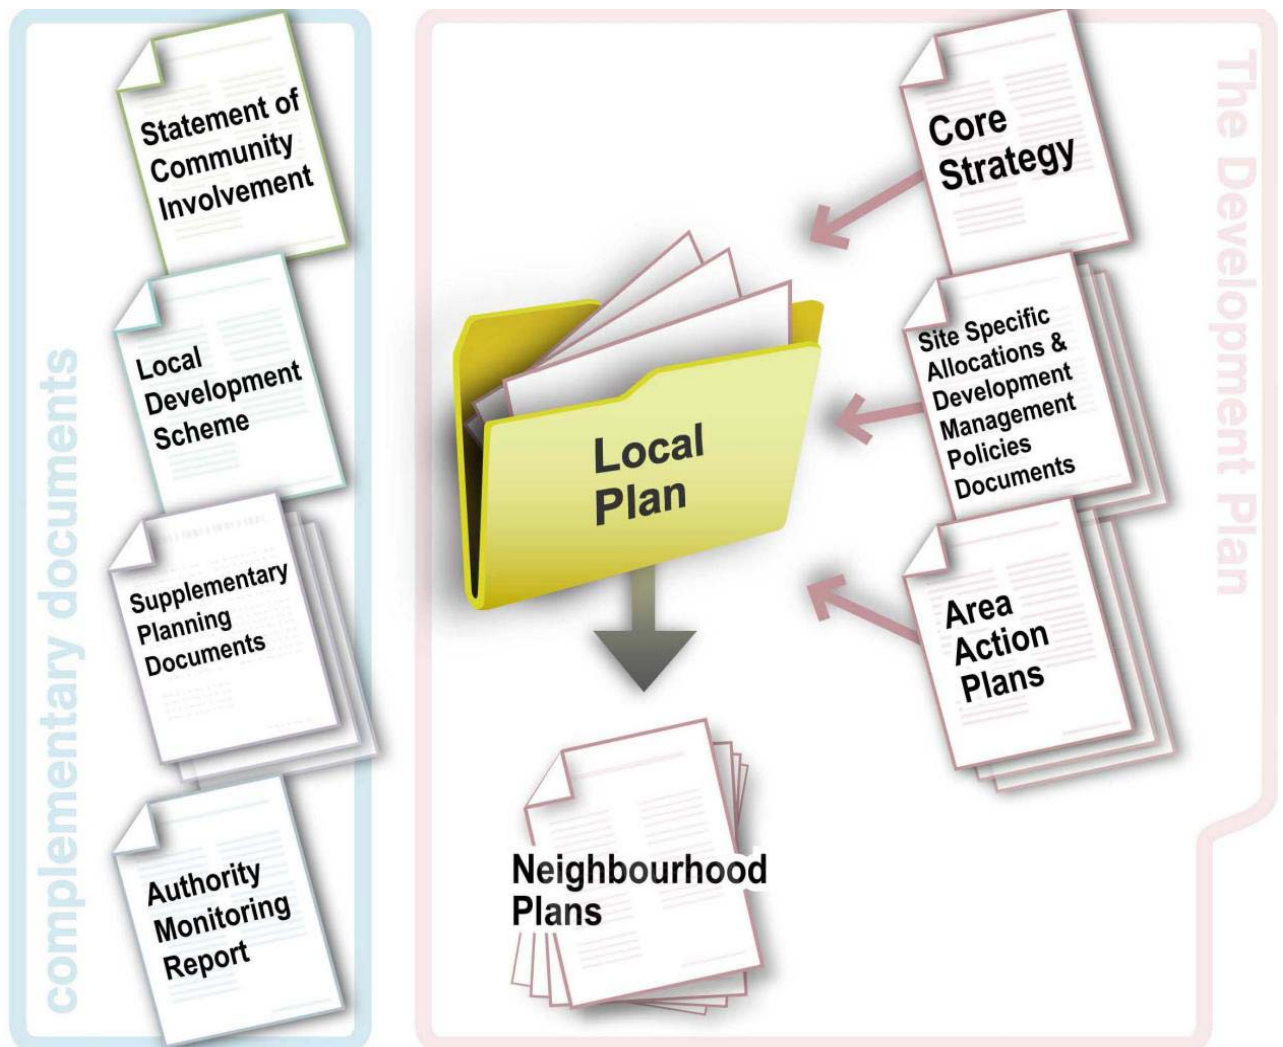 complementary documents
Statement of
Community
Involvement
Local
Development
Scheme
Supplementary
Planning
Documents
Authority
Monitoring
Report
The Development Plan
Local
Plan
Core
Strategy
Site Specific
Allocations &
Development
Management
Policies
Documents
Area
Action
Plans
Neighbourhood
Plans